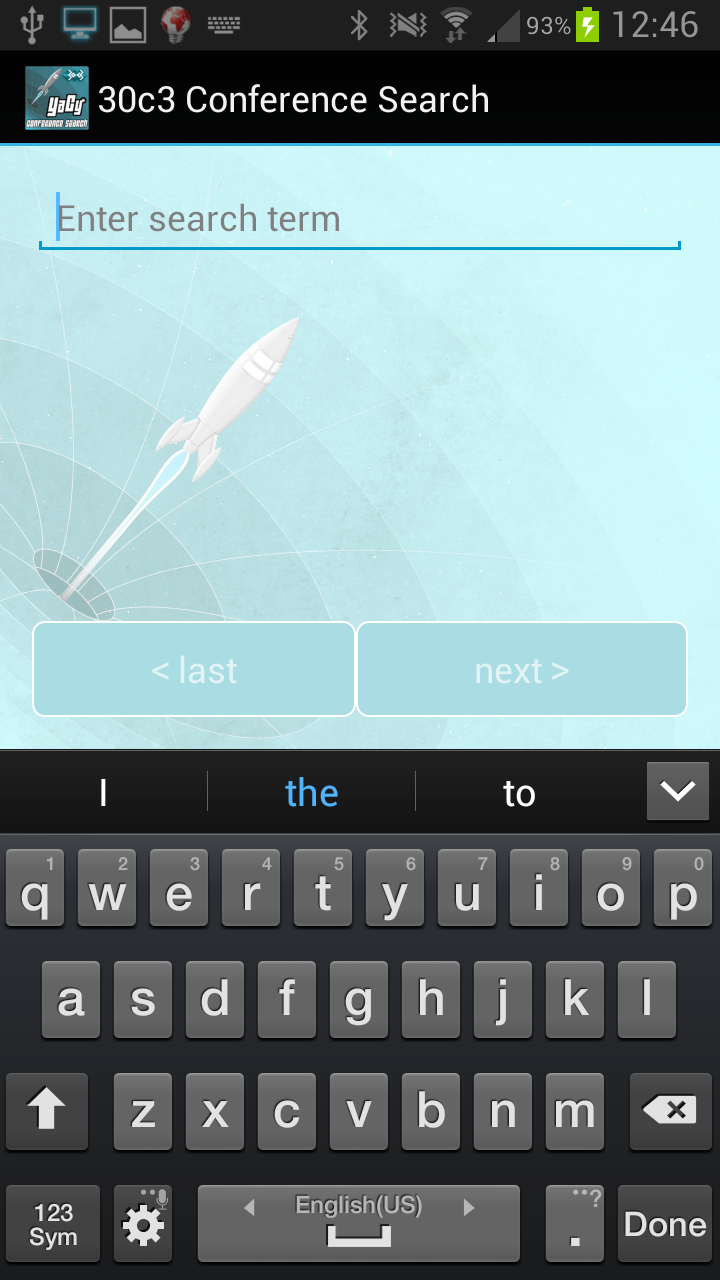 93% 12:46
YaCy
CONFERENCE SEARCH
30c3 Conference Search
Enter search term
< last next >
I the to
1 2 3 4 5 6 7 8 9 0
q w e r t y u i o p
a s d f g h j k l
z x c v b n m
123
Sym
English(US)
?
.
Done